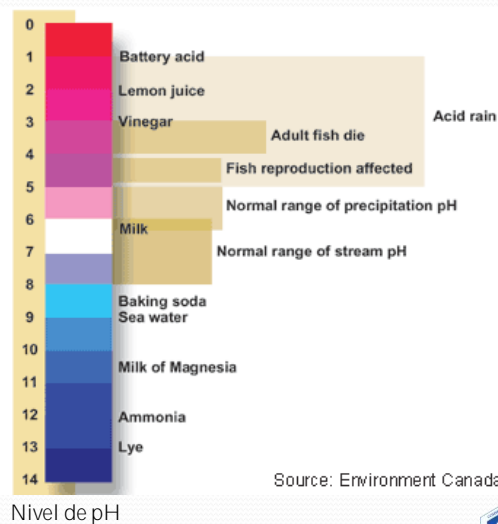 0
1
Battery acid
2
Lemon juice
Acid rain
3
Vinegar
Adult fish die
4
Fish reproduction affected
5
Normal range of precipitation pH
6
Milk
7
Normal range of stream pH
8
Baking soda
9
Sea water
10
Milk of Magnesia
11
12
Ammonia
13
Lye
14
Source: Environment Canada
Nivel de pH